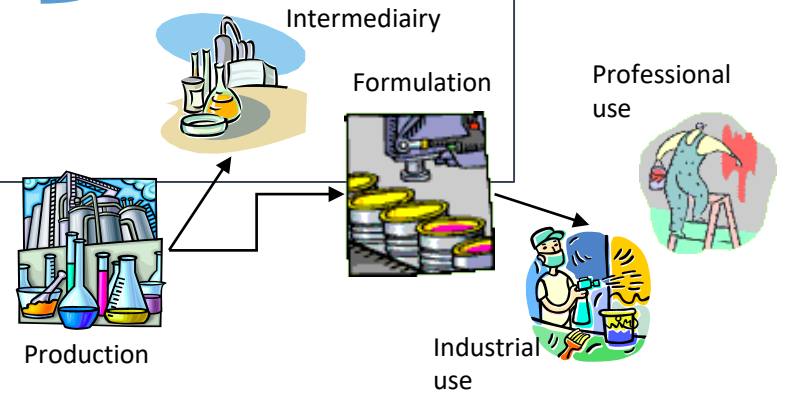 Intermediairy
Formulation
Professional
use
Production
Industrial
use